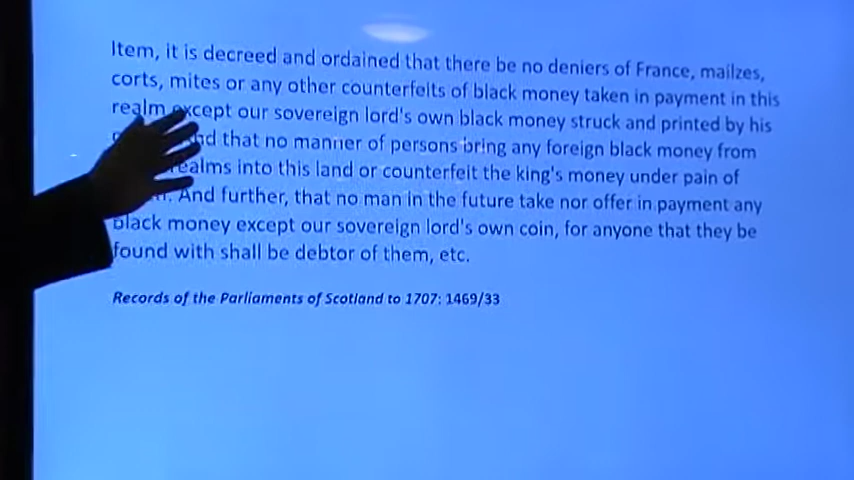 Item, it is decreed and ordained that there be no deniers of France, mailzes,
corts, mites or any other counterfeits of black money taken in payment in this
realm except our sovereign lord's own black money struck and printed by his
that no manner of persons bring any foreign black money from
realms into this land or counterfeit the king's money under pain of
And further, that no man in the future take nor offer in payment any
black money except our sovereign lord's own coin, for anyone that they be
found with shall be debtor of them, etc.
Records of the Parliaments of Scotland to 1707: 1469/33